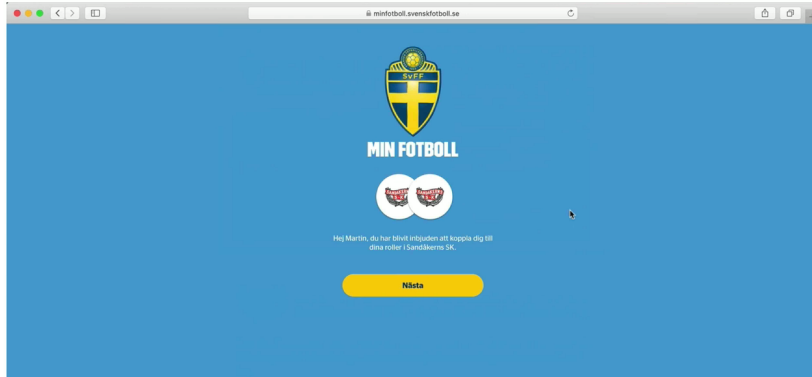 minfotboll.svenskfotboll.se
SvFF
MIN FOTBOLL
Hej Martin, du har blivit inbjuden att koppla dig till
dina roller i Sandåkerns SK.
Nästa